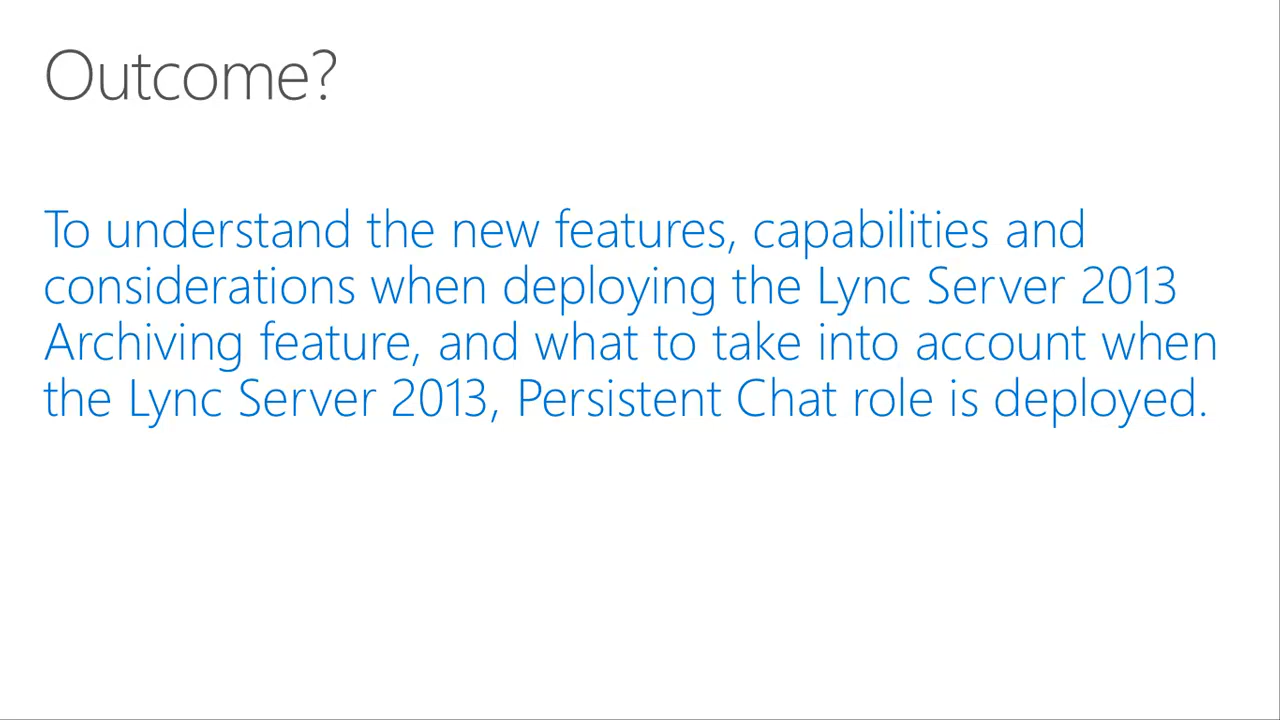 Outcome?
To understand the new features, capabilities and
considerations when deploying the Lync Server 2013
Archiving feature, and what to take into account when
the Lync Server 2013, Persistent Chat role is deployed.